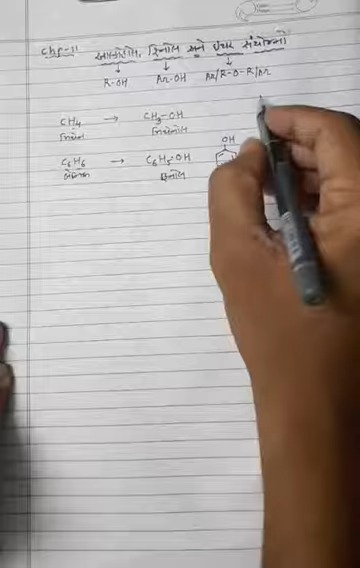 ch:-11 આલ્કોહોલ, ફિનોલ અને ઈથર સંયોજનો
↓ ↓ ↓
R-OH Ar-OH Ar/R-O-R/Ar
CH₄ → CH₃-OH
મિથેન મિથેનોલ
OH
C₆H₆ → C₆H₅-OH
બેન્ઝિન ફિનોલ